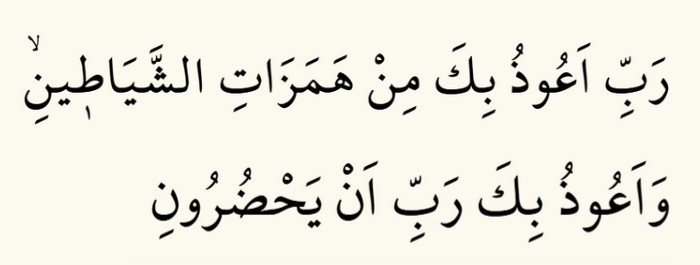 رَبِّ اَعُوذُ بِكَ مِنْ هَمَزَاتِ الشَّيَاطٖينِۙ
وَاَعُوذُ بِكَ رَبِّ اَنْ يَحْضُرُونِ